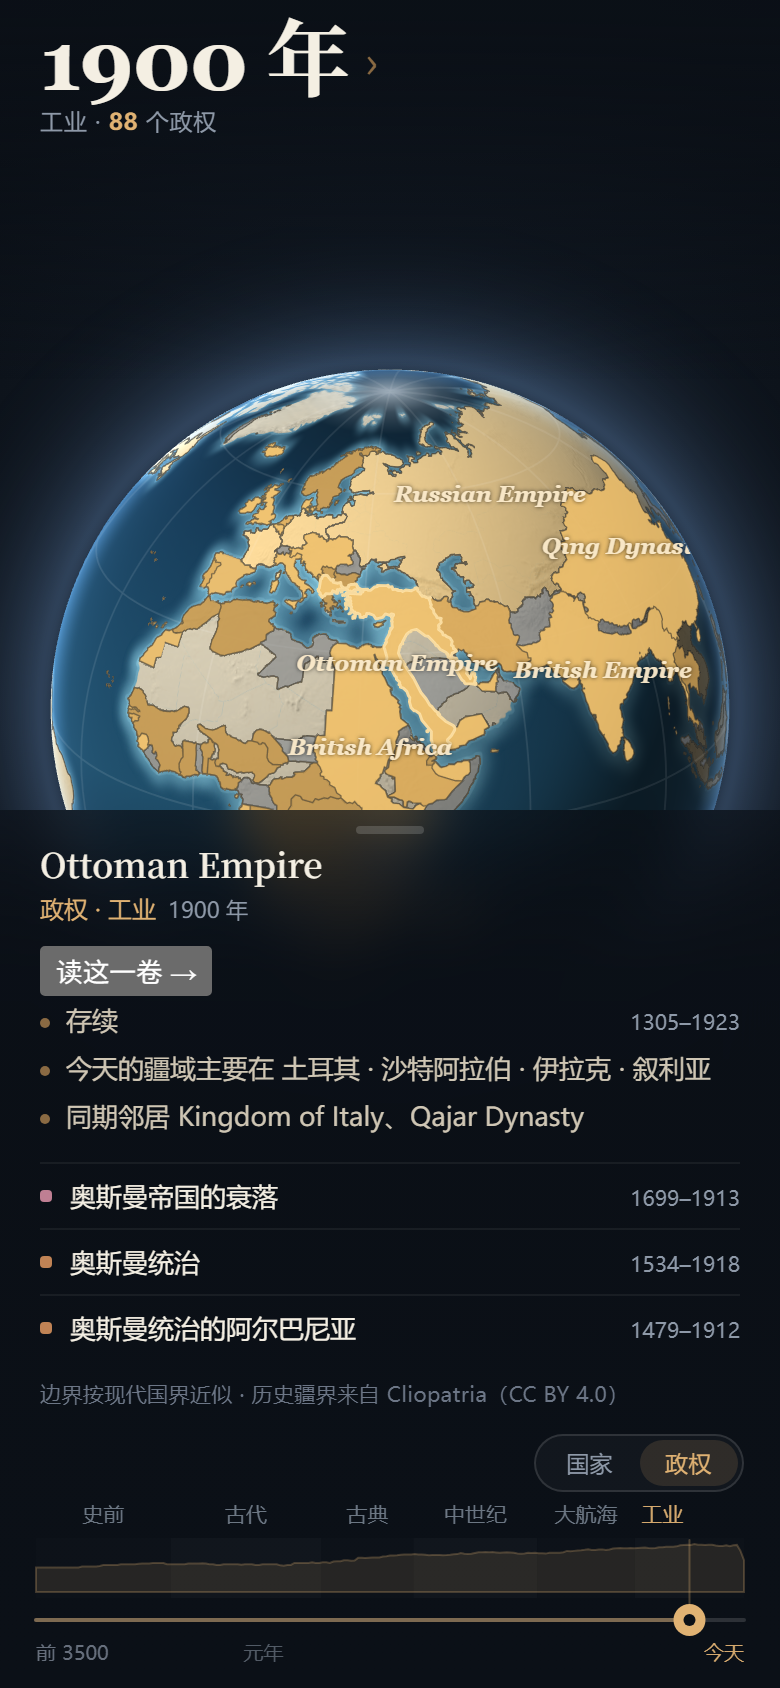 1900 年 ›
工业 · 88 个政权
Russian Empire
Qing Dynas
Ottoman Empire
British Empire
British Africa
Ottoman Empire
政权 · 工业 1900 年
读这一卷 →
存续 1305–1923
今天的疆域主要在 土耳其 · 沙特阿拉伯 · 伊拉克 · 叙利亚
同期邻居 Kingdom of Italy、Qajar Dynasty
奥斯曼帝国的衰落 1699–1913
奥斯曼统治 1534–1918
奥斯曼统治的阿尔巴尼亚 1479–1912
边界按现代国界近似 · 历史疆界来自 Cliopatria（CC BY 4.0）
国家 政权
史前 古代 古典 中世纪 大航海 工业
前 3500 元年 今天